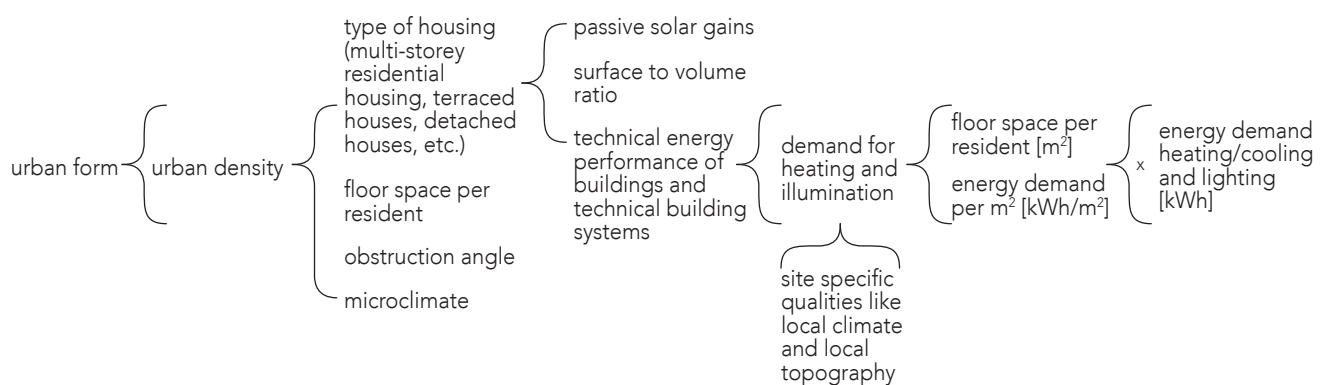 urban form
urban density
type of housing
(multi-storey
residential
housing, terraced
houses, detached
houses, etc.)
floor space per
resident
obstruction angle
microclimate
passive solar gains
surface to volume
ratio
technical energy
performance of
buildings and
technical building
systems
demand for
heating and
illumination
site specific
qualities like
local climate
and local
topography
floor space per
resident [m²]
energy demand
per m² [kWh/m²]
x
energy demand
heating/cooling
and lighting
[kWh]